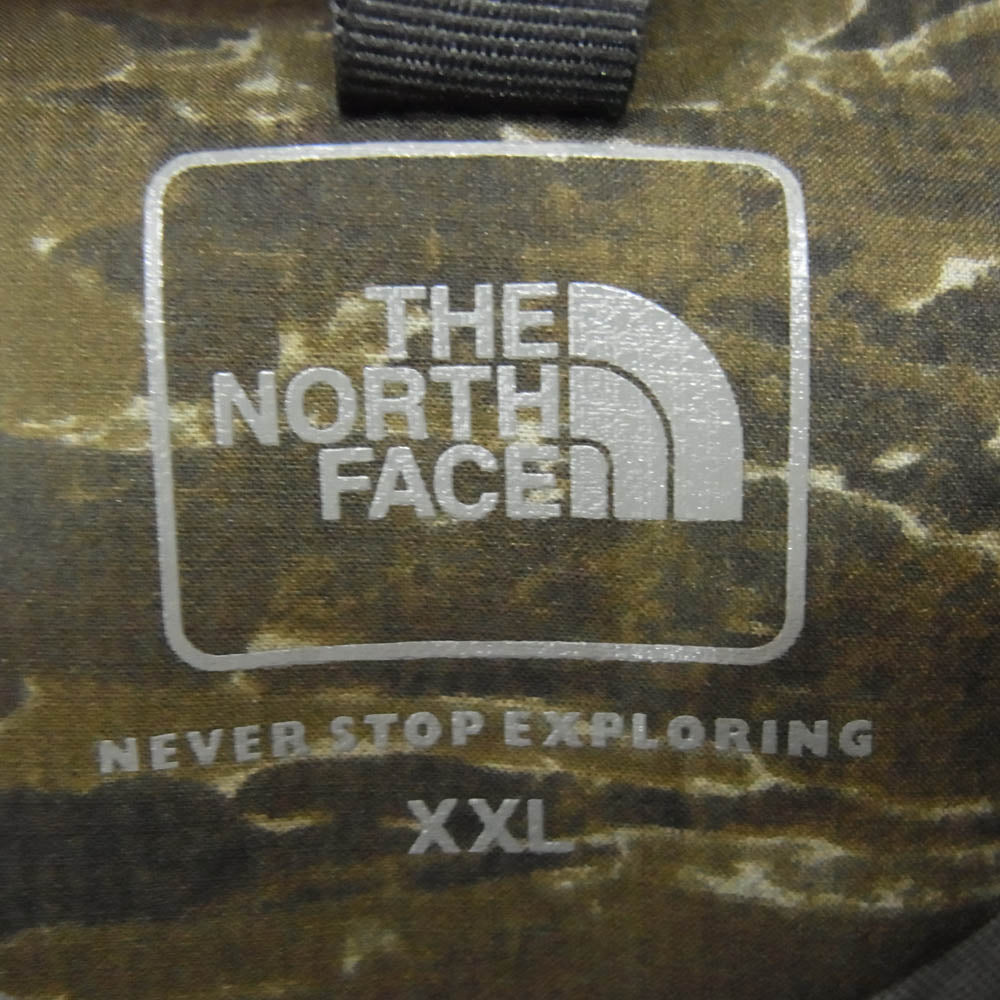 THE
NORTH
FACE
NEVER STOP EXPLORING
XXL